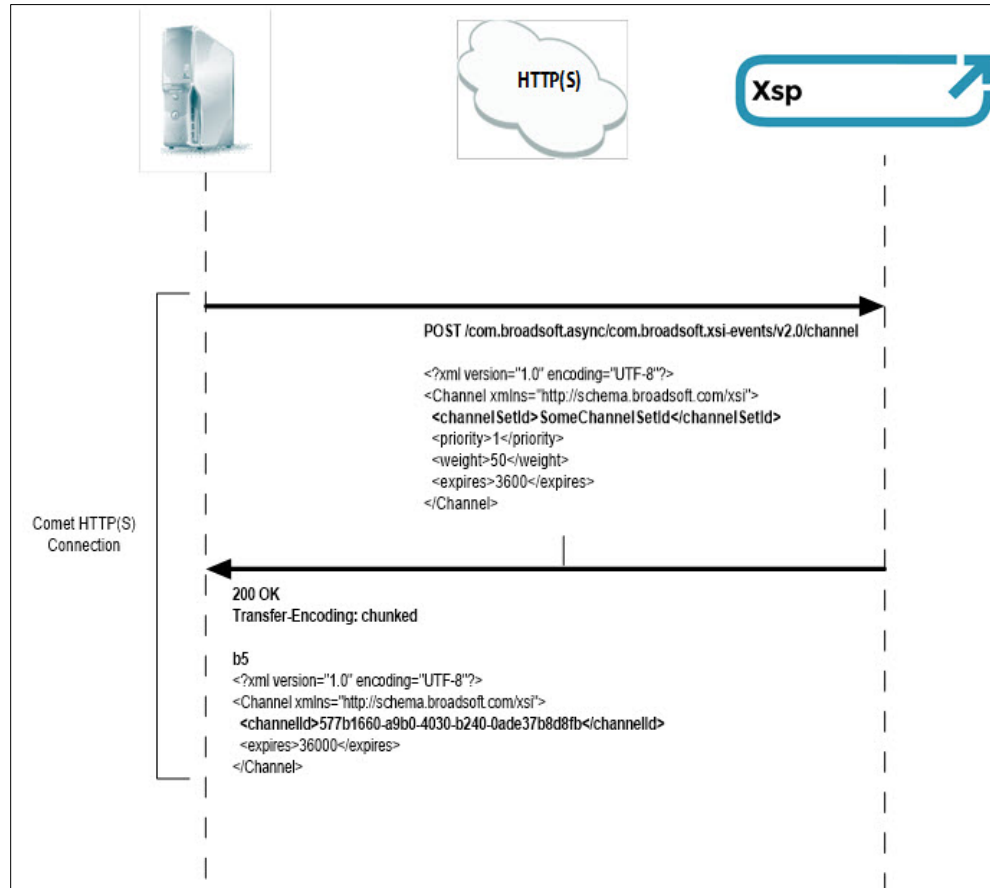 HTTP(S)
Xsp
POST /com.broadsoft.async/com.broadsoft.xsi-events/v2.0/channel
<?xml version="1.0" encoding="UTF-8"?>
<Channel xmlns="http://schema.broadsoft.com/xsi">
<channelSetId>SomeChannelSetId</channelSetId>
<priority>1</priority>
<weight>50</weight>
<expires>3600</expires>
</Channel>
Comet HTTP(S)
Connection
200 OK
Transfer-Encoding: chunked
b5
<?xml version="1.0" encoding="UTF-8"?>
<Channel xmlns="http://schema.broadsoft.com/xsi">
<channelId>577b1660-a9b0-4030-b240-0ade37b8d8fb</channelId>
<expires>36000</expires>
</Channel>